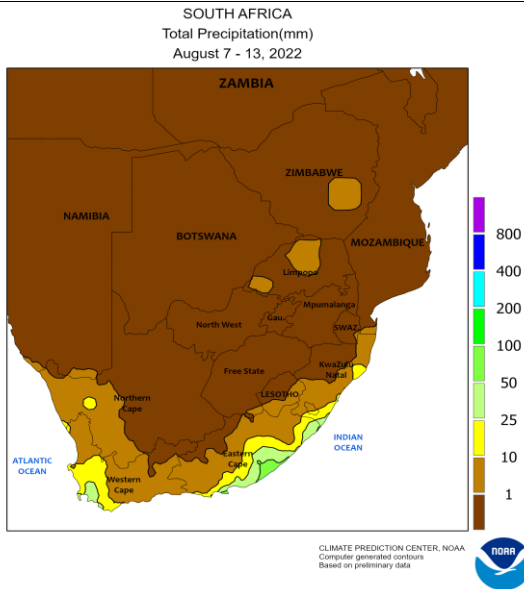 SOUTH AFRICA
Total Precipitation(mm)
August 7 - 13, 2022
ZAMBIA
ZIMBABWE
NAMIBIA
BOTSWANA
MOZAMBIQUE
Limpopo
Mpumalanga
Gau.
North West
SWAZ.
Free State
KwaZulu
Natal
LESOTHO
Northern
Cape
Eastern
Cape
Western
Cape
ATLANTIC
OCEAN
INDIAN
OCEAN
800
400
200
100
50
25
10
1
CLIMATE PREDICTION CENTER, NOAA
Computer generated contours
Based on preliminary data
NOAA